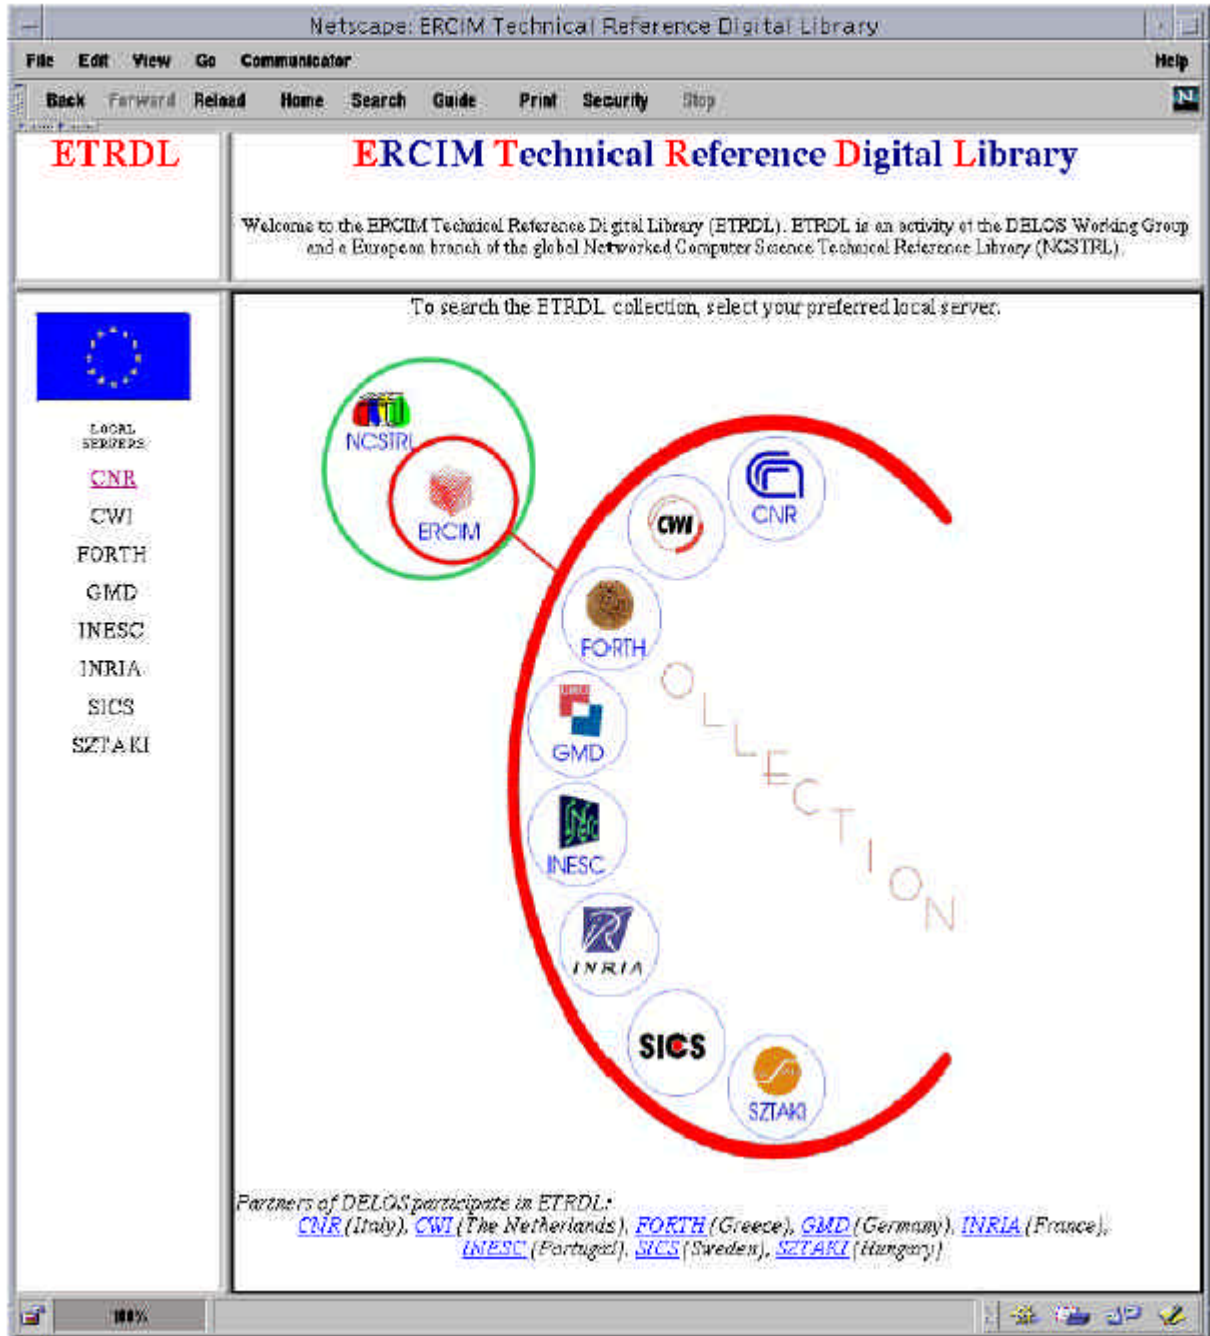 Netscape: ERCIM Technical Reference Digital Library
File Edit View Go Communicator Help
Back Forward Reload Home Search Guide Print Security Stop
N
ETRDL
ERCIM Technical Reference Digital Library
Welcome to the ERCIM Technical Reference Digital Library (ETRDL). ETRDL is an activity of the DELOS Working Group
and a European branch of the global Networked Computer Science Technical Reference Library (NCSTRL).
To search the ETRDL collection, select your preferred local server.
LOCAL
SERVERS
CNR
CWI
FORTH
GMD
INESC
INRIA
SICS
SZTAKI
NCSTRL
ERCIM
CNR
CWI
FORTH
GMD
INESC
INRIA
SICS
SZTAKI
OLLECTION
Partners of DELOS participate in ETRDL:
CNR (Italy), CWI (The Netherlands), FORTH (Greece), GMD (Germany), INRIA (France),
INESC (Portugal), SICS (Sweden), SZTAKI (Hungary)
100%